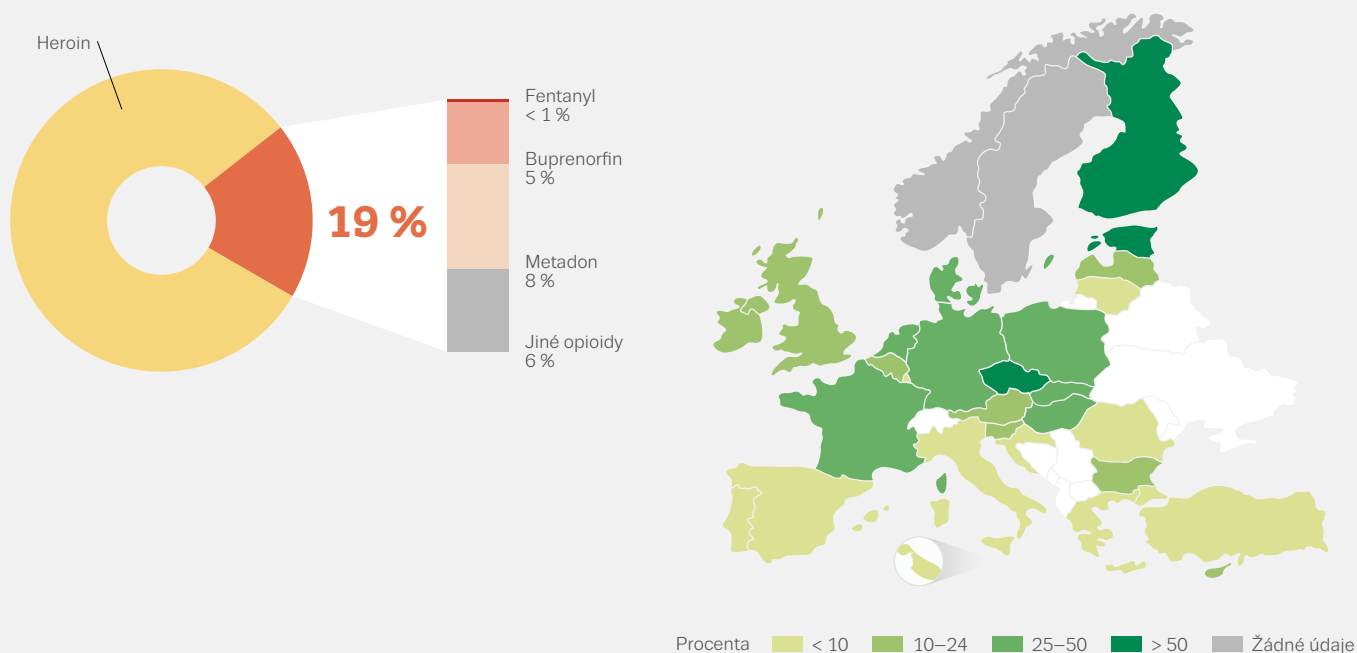 Heroin
19 %
Fentanyl
< 1 %
Buprenorfin
5 %
Metadon
8 %
Jiné opioidy
6 %
Procenta < 10 10–24 25–50 > 50 Žádné údaje